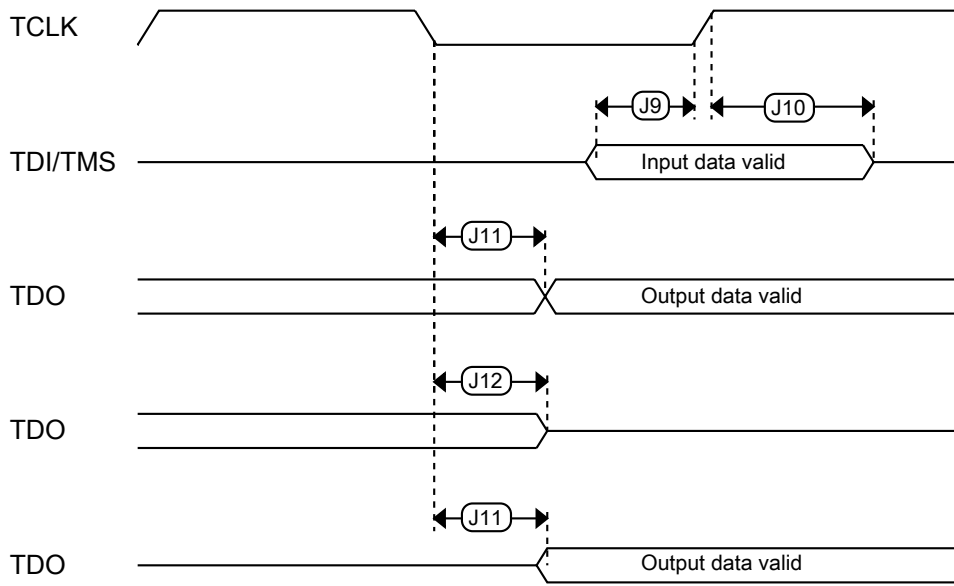 TCLK
J9
J10
TDI/TMS
Input data valid
J11
TDO
Output data valid
J12
TDO
J11
TDO
Output data valid